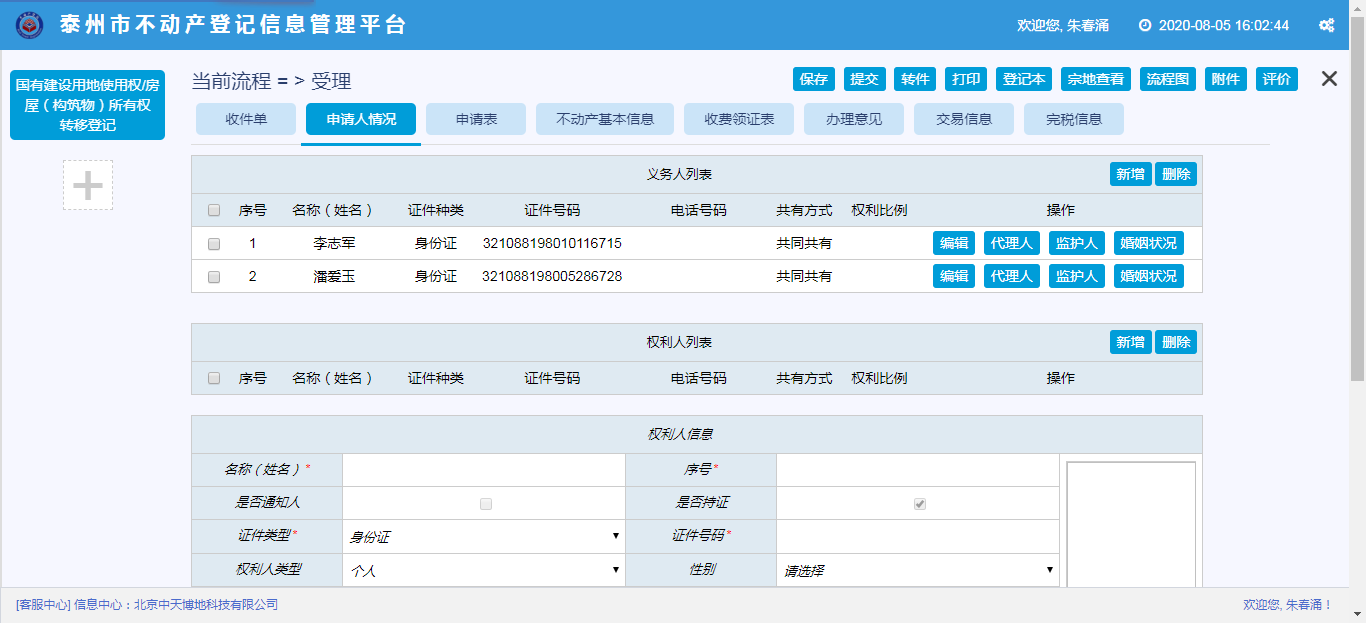 泰州市不动产登记信息管理平台
欢迎您, 朱春涌 2020-08-05 16:02:44
国有建设用地使用权/房
屋（构筑物）所有权
转移登记
当前流程 = > 受理
保存 提交 转件 打印 登记本 宗地查看 流程图 附件 评价
收件单 申请人情况 申请表 不动产基本信息 收费领证表 办理意见 交易信息 完税信息
义务人列表 新增 删除
序号 名称（姓名） 证件种类 证件号码 电话号码 共有方式 权利比例 操作
1 李志军 身份证 321088198010116715 共同共有 编辑 代理人 监护人 婚姻状况
2 潘爱玉 身份证 321088198005286728 共同共有 编辑 代理人 监护人 婚姻状况
权利人列表 新增 删除
序号 名称（姓名） 证件种类 证件号码 电话号码 共有方式 权利比例 操作
权利人信息
名称（姓名）* 序号*
是否通知人 是否持证
证件类型* 身份证 证件号码*
权利人类型 个人 性别 请选择
[客服中心] 信息中心：北京中天博地科技有限公司 欢迎您, 朱春涌！